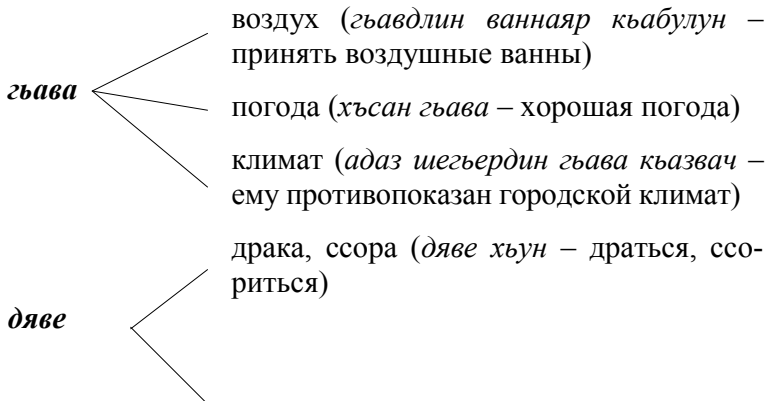 воздух (гьавдлин ваннаяр кьабулун –
принять воздушные ванны)
гьава
погода (хъсан гьава – хорошая погода)
климат (адаз шегьердин гьава кьазвач –
ему противопоказан городской климат)
драка, ссора (дяве хьун – драться, ссо-
риться)
дяве